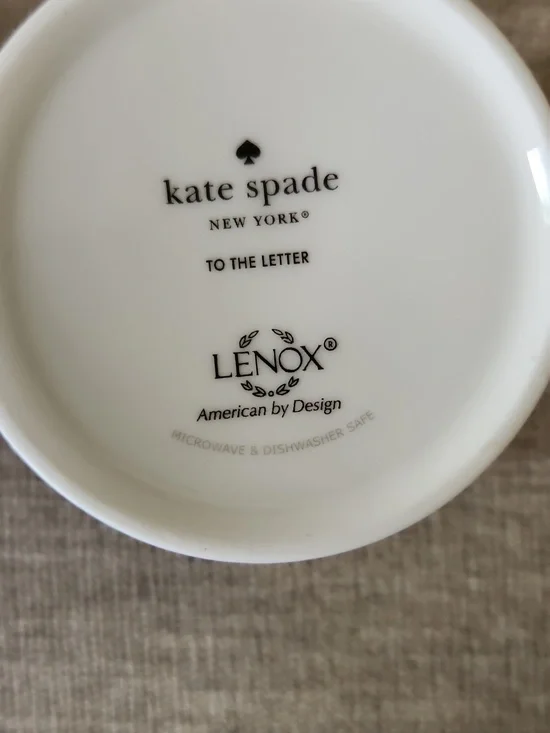 kate spade
NEW YORK®
TO THE LETTER
LENOX®
American by Design
MICROWAVE & DISHWASHER SAFE